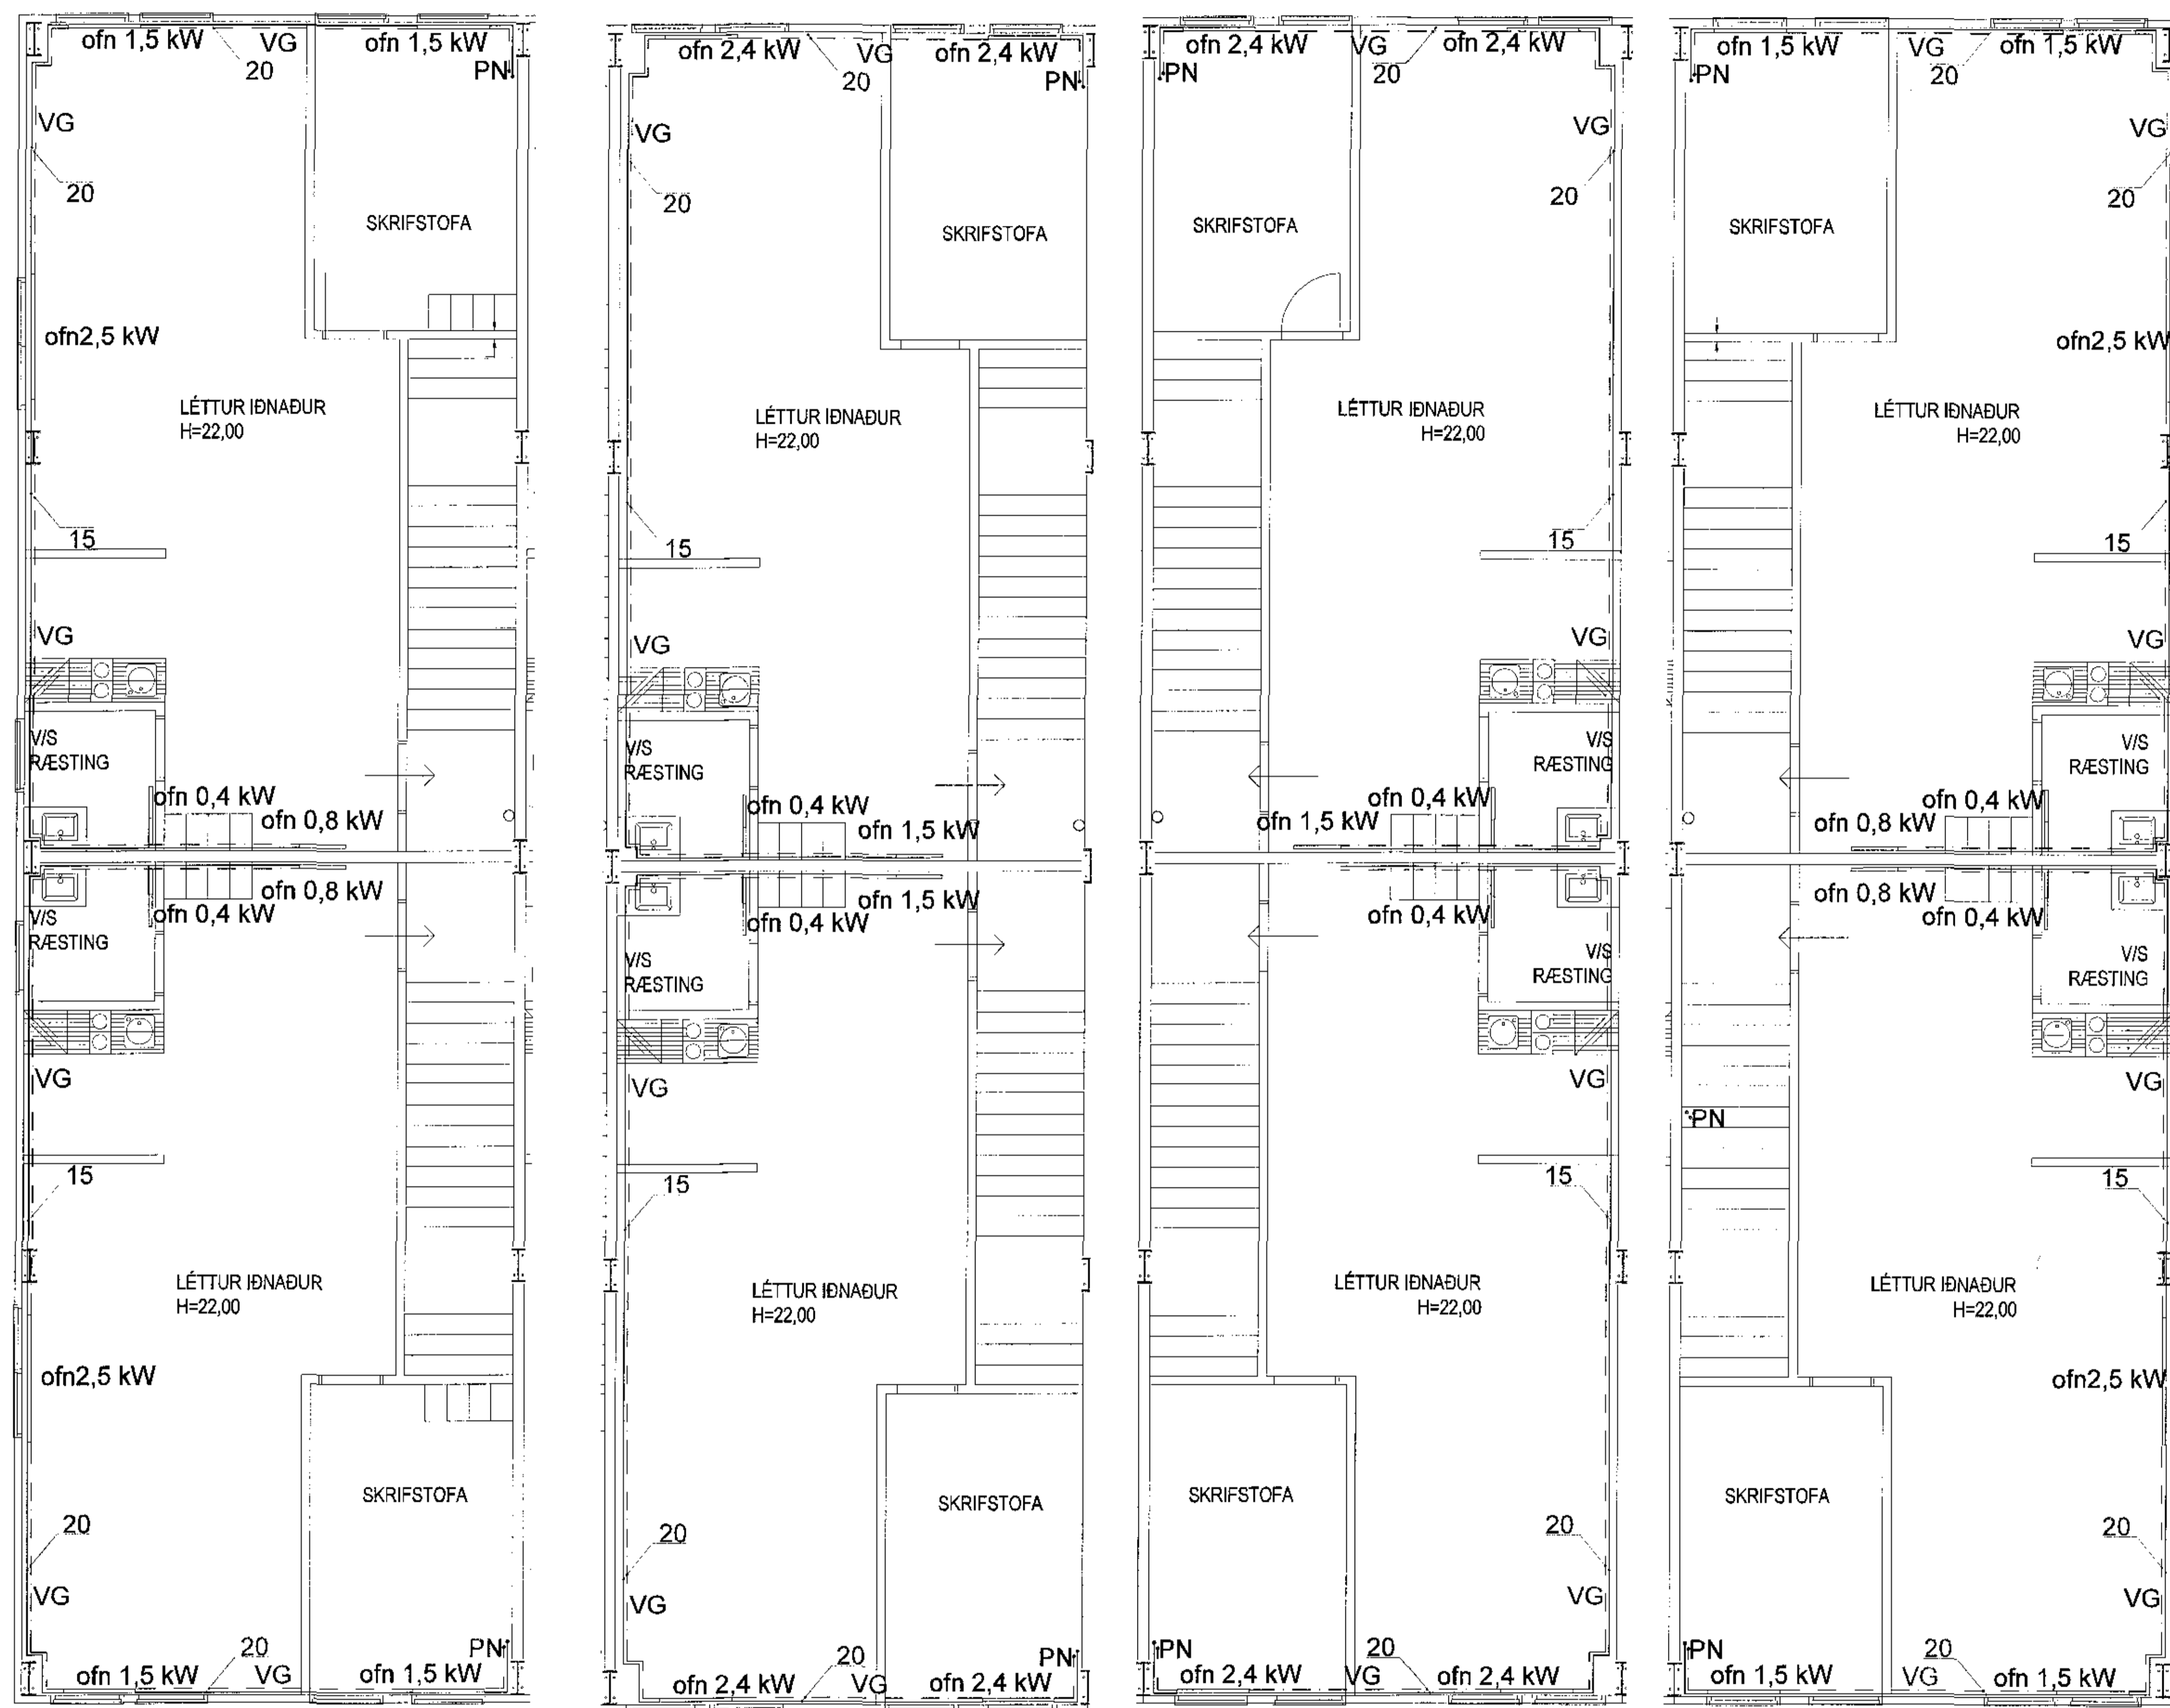 ofn 1,5 kW
VG
ofn 1,5 kW
20
PN
VG
20
SKRIFSTOFA
ofn2,5 kW
LÉTTUR IÐNAÐUR
H=22,00
15
VG
V/S
RÆSTING
ofn 0,4 kW
ofn 0,8 kW
ofn 0,8 kW
ofn 0,4 kW
V/S
RÆSTING
VG
15
LÉTTUR IÐNAÐUR
H=22,00
ofn2,5 kW
SKRIFSTOFA
20
VG
20
PN
ofn 1,5 kW
VG
ofn 1,5 kW
ofn 2,4 kW
VG
ofn 2,4 kW
20
PN
VG
20
SKRIFSTOFA
LÉTTUR IÐNAÐUR
H=22,00
15
VG
V/S
RÆSTING
ofn 0,4 kW
ofn 1,5 kW
ofn 1,5 kW
ofn 0,4 kW
V/S
RÆSTING
VG
15
LÉTTUR IÐNAÐUR
H=22,00
SKRIFSTOFA
20
VG
20
PN
ofn 2,4 kW
VG
ofn 2,4 kW
ofn 2,4 kW
VG
ofn 2,4 kW
PN
20
VG
20
SKRIFSTOFA
LÉTTUR IÐNAÐUR
H=22,00
15
VG
V/S
RÆSTING
ofn 0,4 kW
ofn 1,5 kW
ofn 0,4 kW
V/S
RÆSTING
VG
15
LÉTTUR IÐNAÐUR
H=22,00
SKRIFSTOFA
20
VG
PN
20
ofn 2,4 kW
VG
ofn 2,4 kW
ofn 1,5 kW
VG
ofn 1,5 kW
PN
20
VG
20
SKRIFSTOFA
ofn2,5 kW
LÉTTUR IÐNAÐUR
H=22,00
15
VG
V/S
RÆSTING
ofn 0,4 kW
ofn 0,8 kW
ofn 0,8 kW
ofn 0,4 kW
V/S
RÆSTING
VG
PN
15
LÉTTUR IÐNAÐUR
H=22,00
ofn2,5 kW
SKRIFSTOFA
20
VG
PN
20
ofn 1,5 kW
VG
ofn 1,5 kW